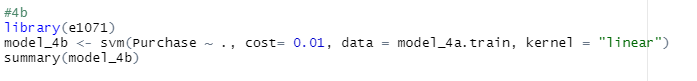 #4b
library(e1071)
model_4b <- svm(Purchase ~ ., cost= 0.01, data = model_4a.train, kernel = "linear")
summary(model_4b)